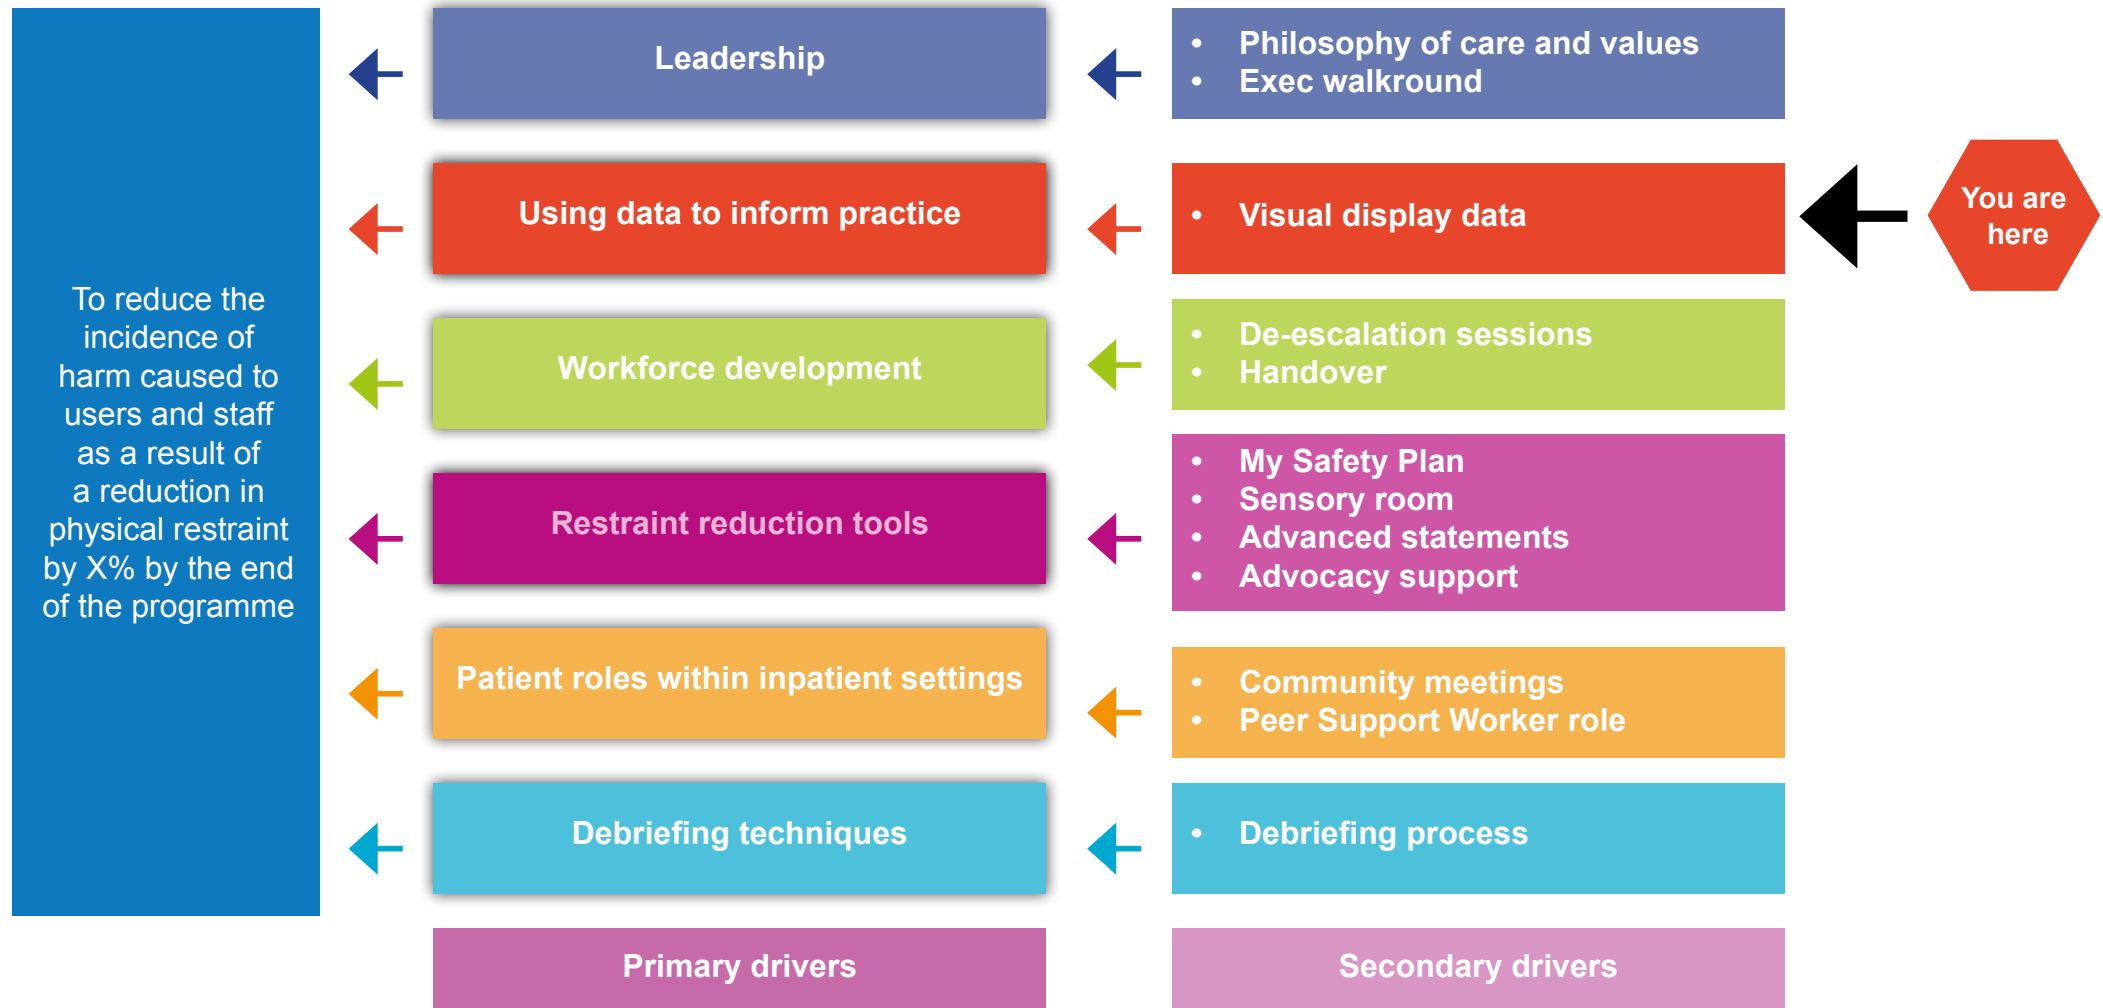 To reduce the
incidence of
harm caused to
users and staff
as a result of
a reduction in
physical restraint
by X% by the end
of the programme
Leadership
• Philosophy of care and values
• Exec walkround
Using data to inform practice
• Visual display data
You are
here
Workforce development
• De-escalation sessions
• Handover
Restraint reduction tools
• My Safety Plan
• Sensory room
• Advanced statements
• Advocacy support
Patient roles within inpatient settings
• Community meetings
• Peer Support Worker role
Debriefing techniques
• Debriefing process
Primary drivers
Secondary drivers